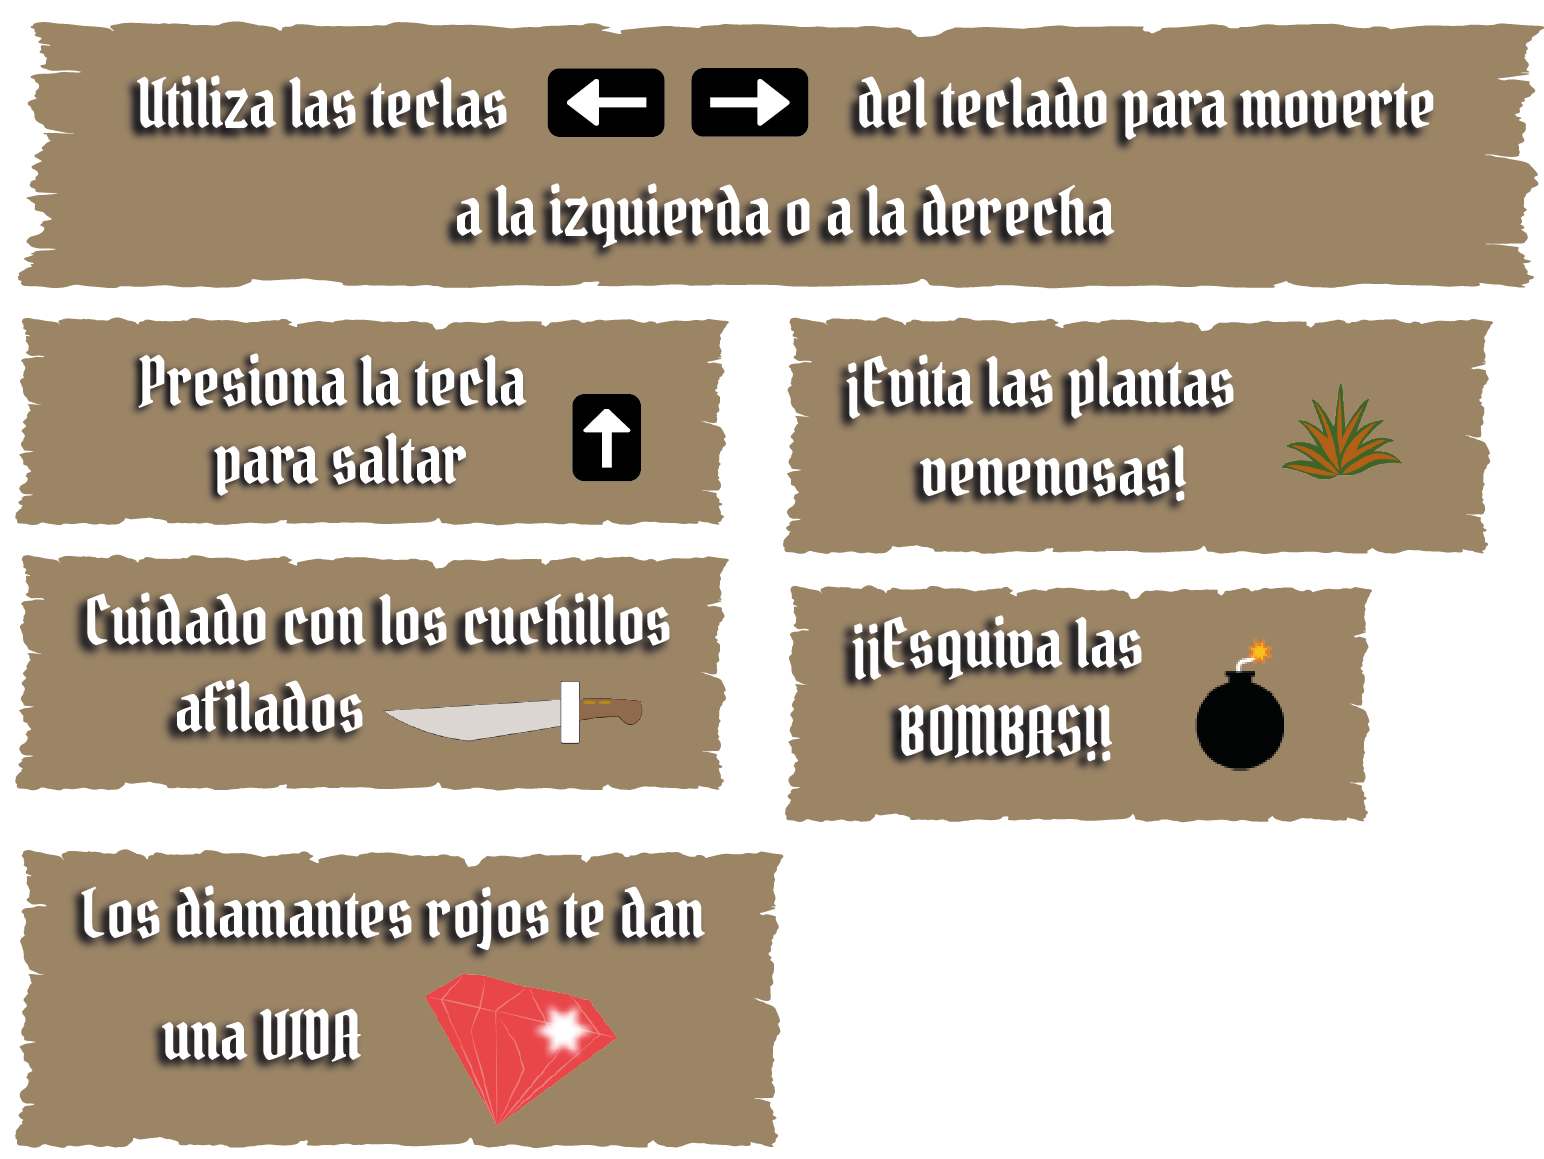 Utiliza las teclas del teclado para moverte
a la izquierda o a la derecha
Presiona la tecla
para saltar
¡Evita las plantas
venenosas!
Cuidado con los cuchillos
afilados
¡¡Esquiva las
BOMBAS!!
Los diamantes rojos te dan
una VIDA